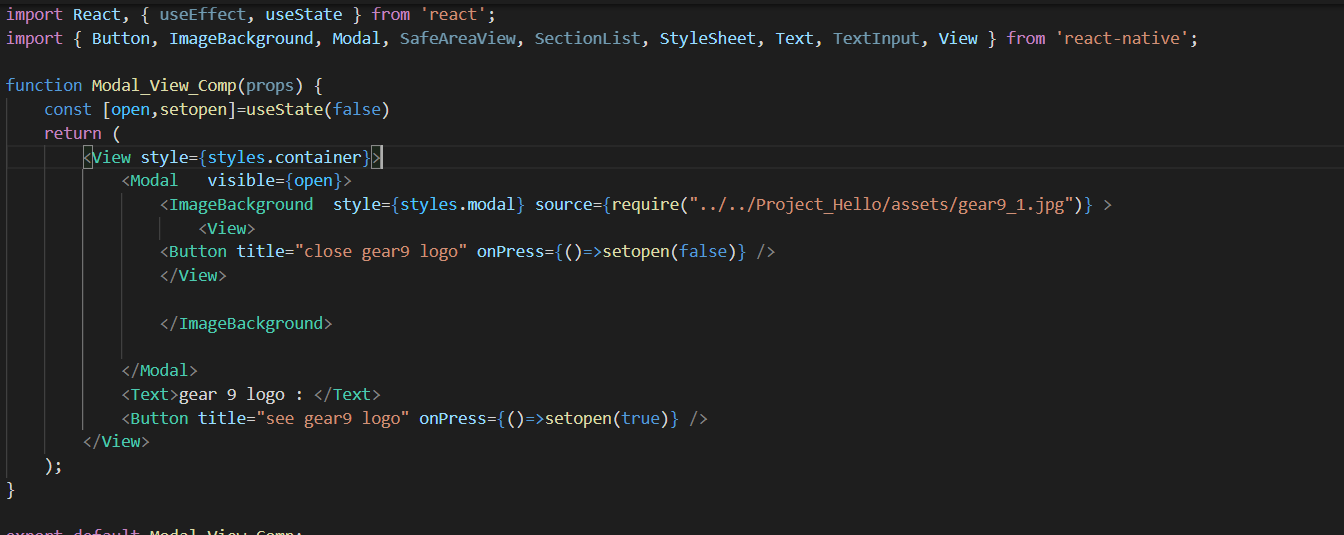 import React, { useEffect, useState } from 'react';
import { Button, ImageBackground, Modal, SafeAreaView, SectionList, StyleSheet, Text, TextInput, View } from 'react-native';
function Modal_View_Comp(props) {
const [open,setopen]=useState(false)
return (
<View style={styles.container}>
<Modal   visible={open}>
<ImageBackground  style={styles.modal} source={require("../../Project_Hello/assets/gear9_1.jpg")} >
<View>
<Button title="close gear9 logo" onPress={()=>setopen(false)} />
</View>
</ImageBackground>
</Modal>
<Text>gear 9 logo : </Text>
<Button title="see gear9 logo" onPress={()=>setopen(true)} />
</View>
);
}
export default Modal_View_Comp;